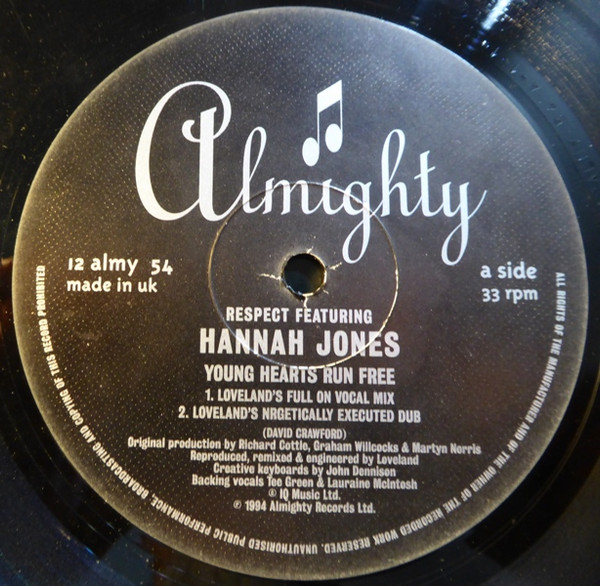 Almighty
12 almy 54
made in uk
a side
33 rpm
RESPECT FEATURING
HANNAH JONES
YOUNG HEARTS RUN FREE
1. LOVELAND'S FULL ON VOCAL MIX
2. LOVELAND'S NRGETICALLY EXECUTED DUB
(DAVID CRAWFORD)
Original production by Richard Cottle, Graham Willcocks & Martyn Norris
Reproduced, remixed & engineered by Loveland
Creative keyboards by John Dennison
Backing vocals Tee Green & Lauraine McIntosh
® IQ Music Ltd.
℗ 1994 Almighty Records Ltd.
ALL RIGHTS OF THE MANUFACTURER AND OF THE OWNER OF THE RECORDED WORK RESERVED. UNAUTHORISED PUBLIC PERFORMANCE, BROADCASTING AND COPYING OF THIS RECORD PROHIBITED